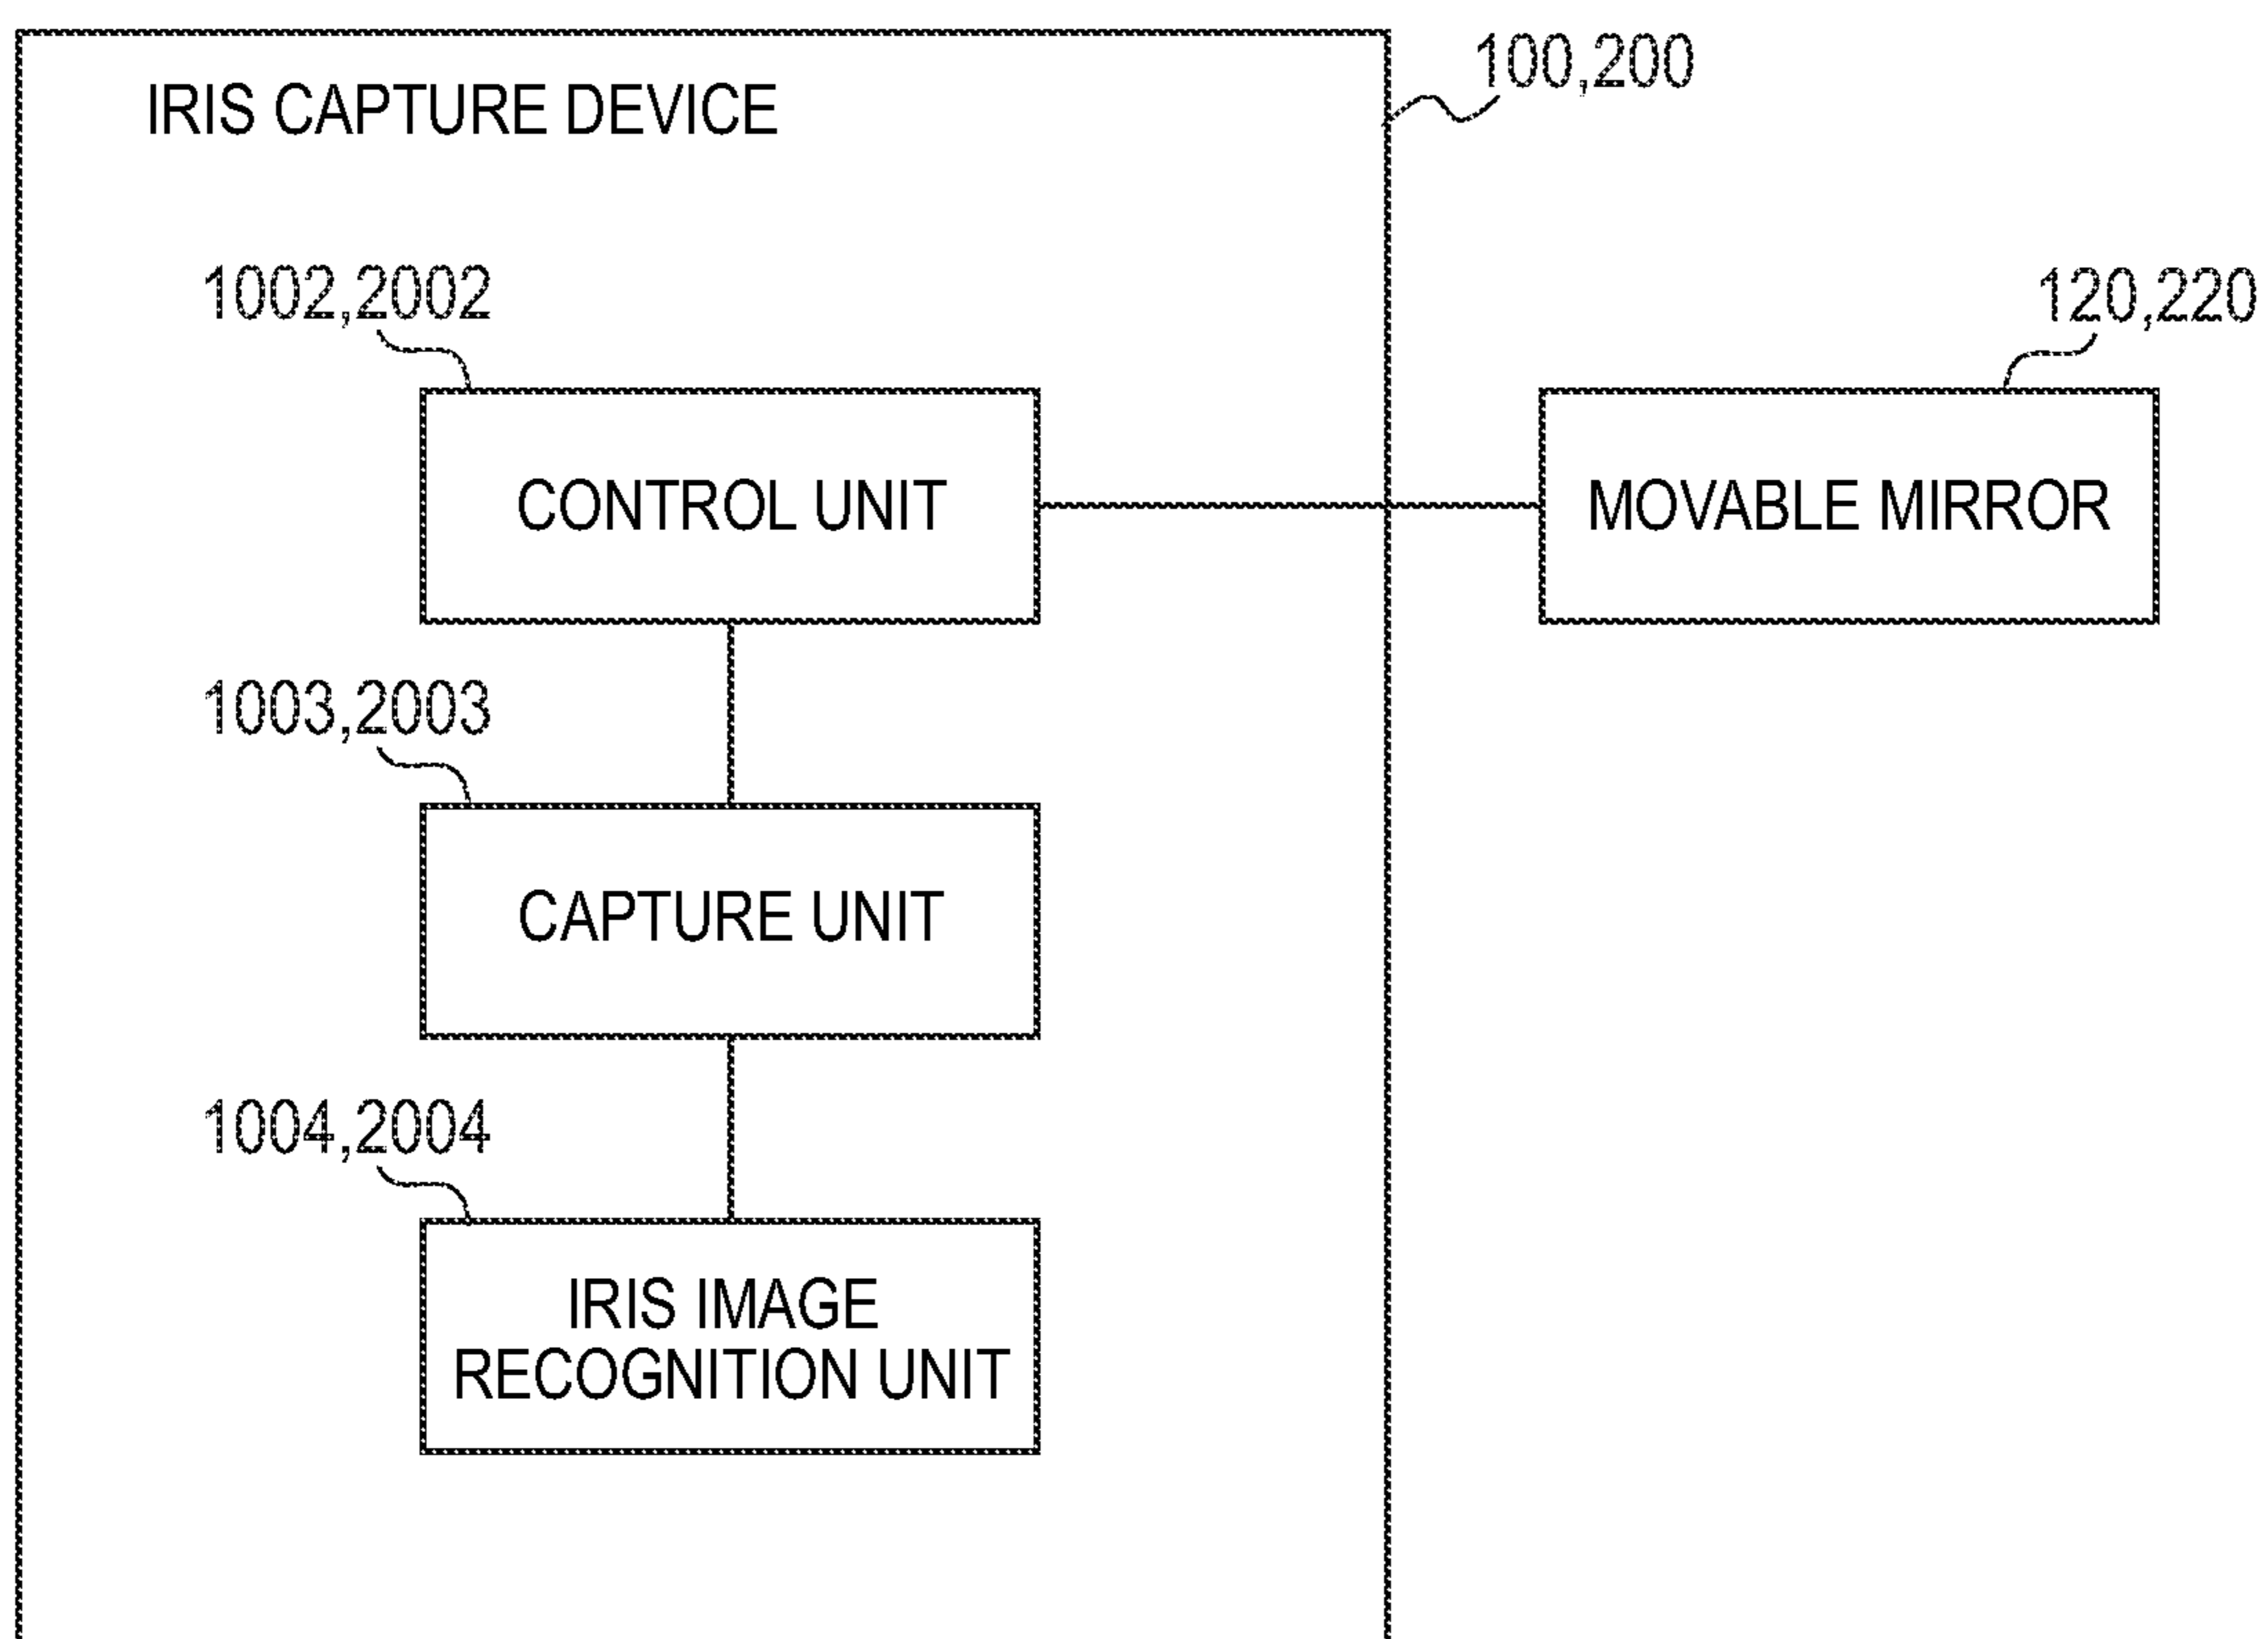 IRIS CAPTURE DEVICE
100,200
1002,2002
120,220
CONTROL UNIT
MOVABLE MIRROR
1003,2003
CAPTURE UNIT
1004,2004
IRIS IMAGE
RECOGNITION UNIT